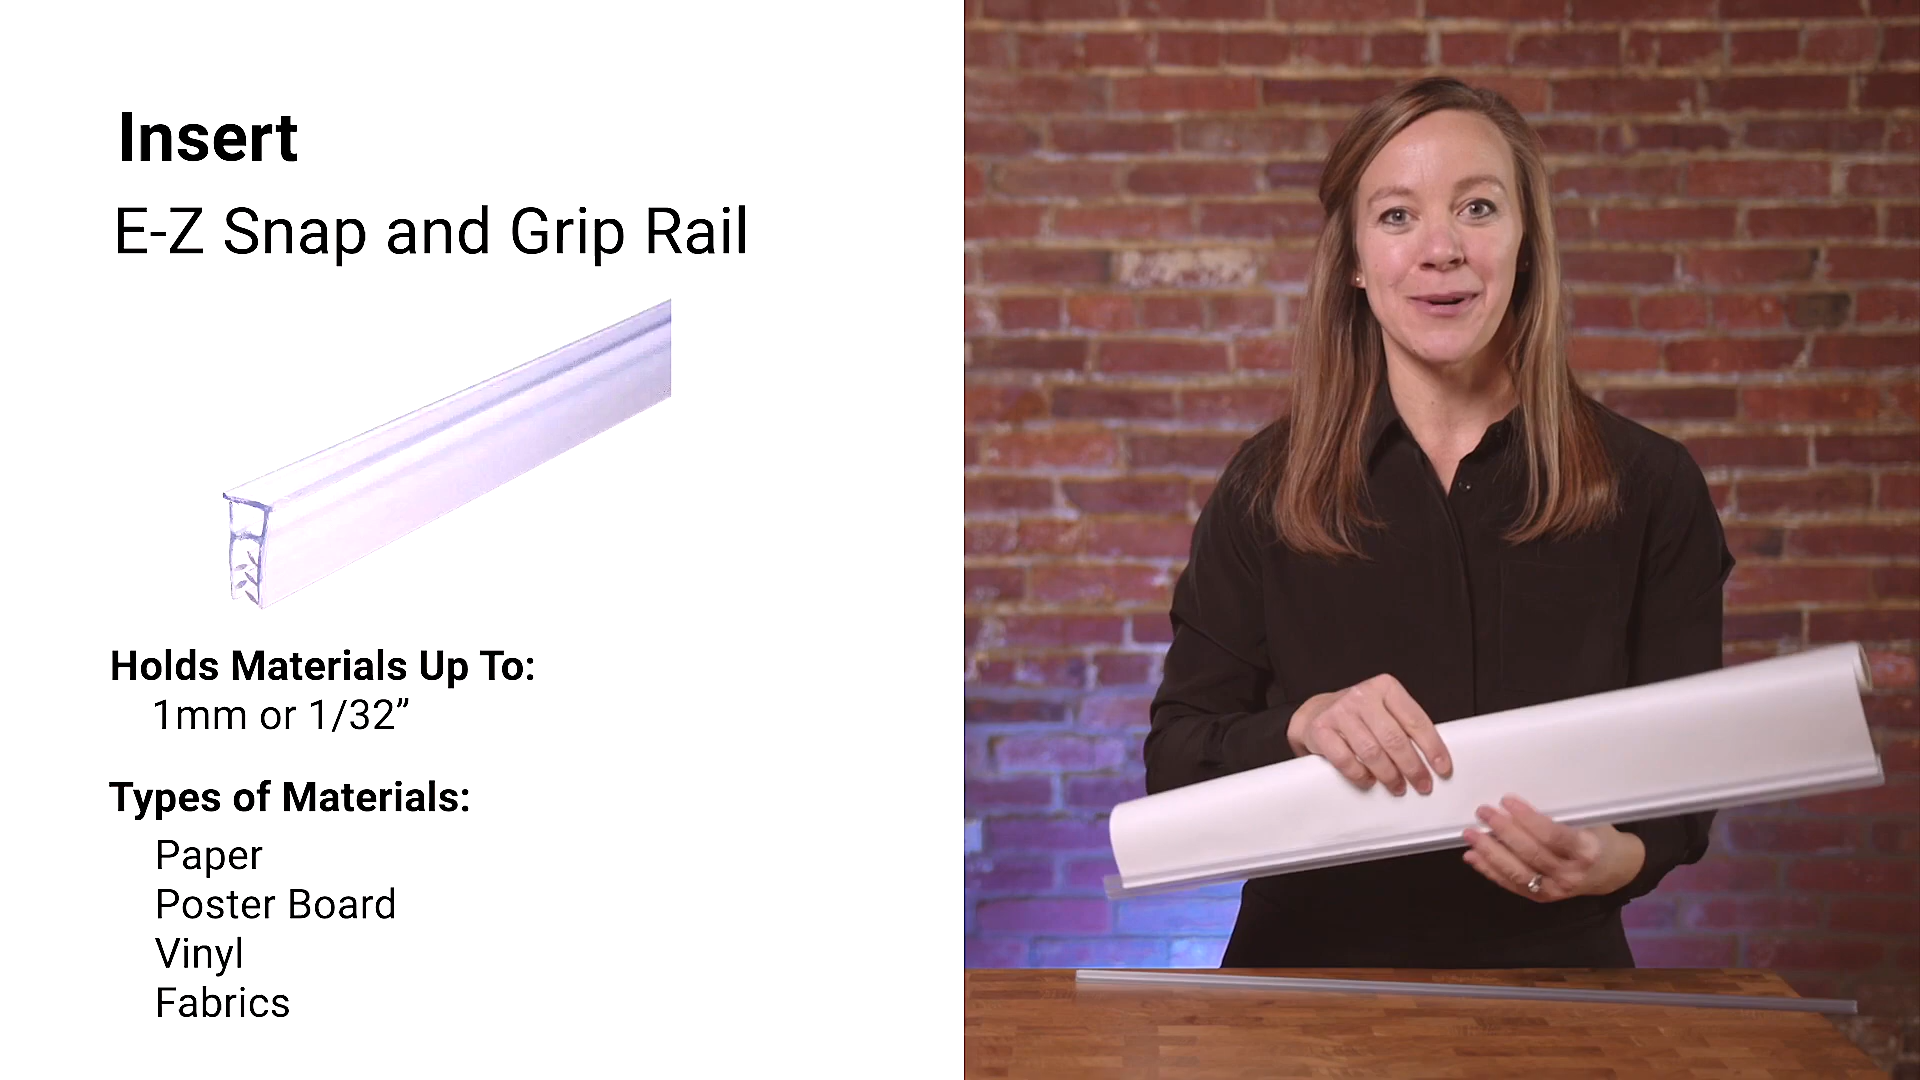 Insert
E-Z Snap and Grip Rail
Holds Materials Up To:
1mm or 1/32”
Types of Materials:
Paper
Poster Board
Vinyl
Fabrics